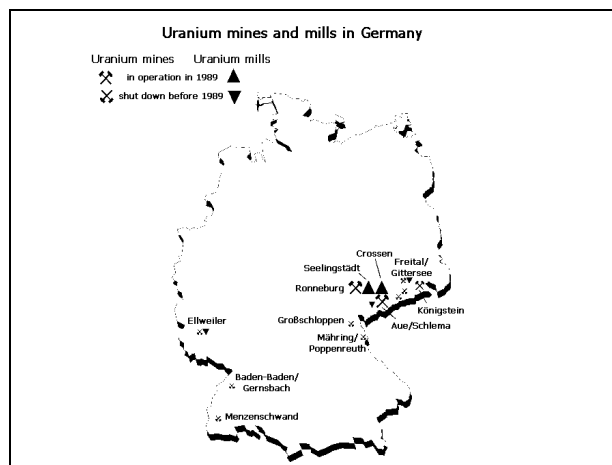 Uranium mines and mills in Germany
Uranium mines Uranium mills
in operation in 1989
shut down before 1989
Crossen
Freital/
Gittersee
Seelingstädt
Ronneburg
Königstein
Ellweiler
Großschloppen
Aue/Schlema
Mähring/
Poppenreuth
Baden-Baden/
Gernsbach
Menzenschwand